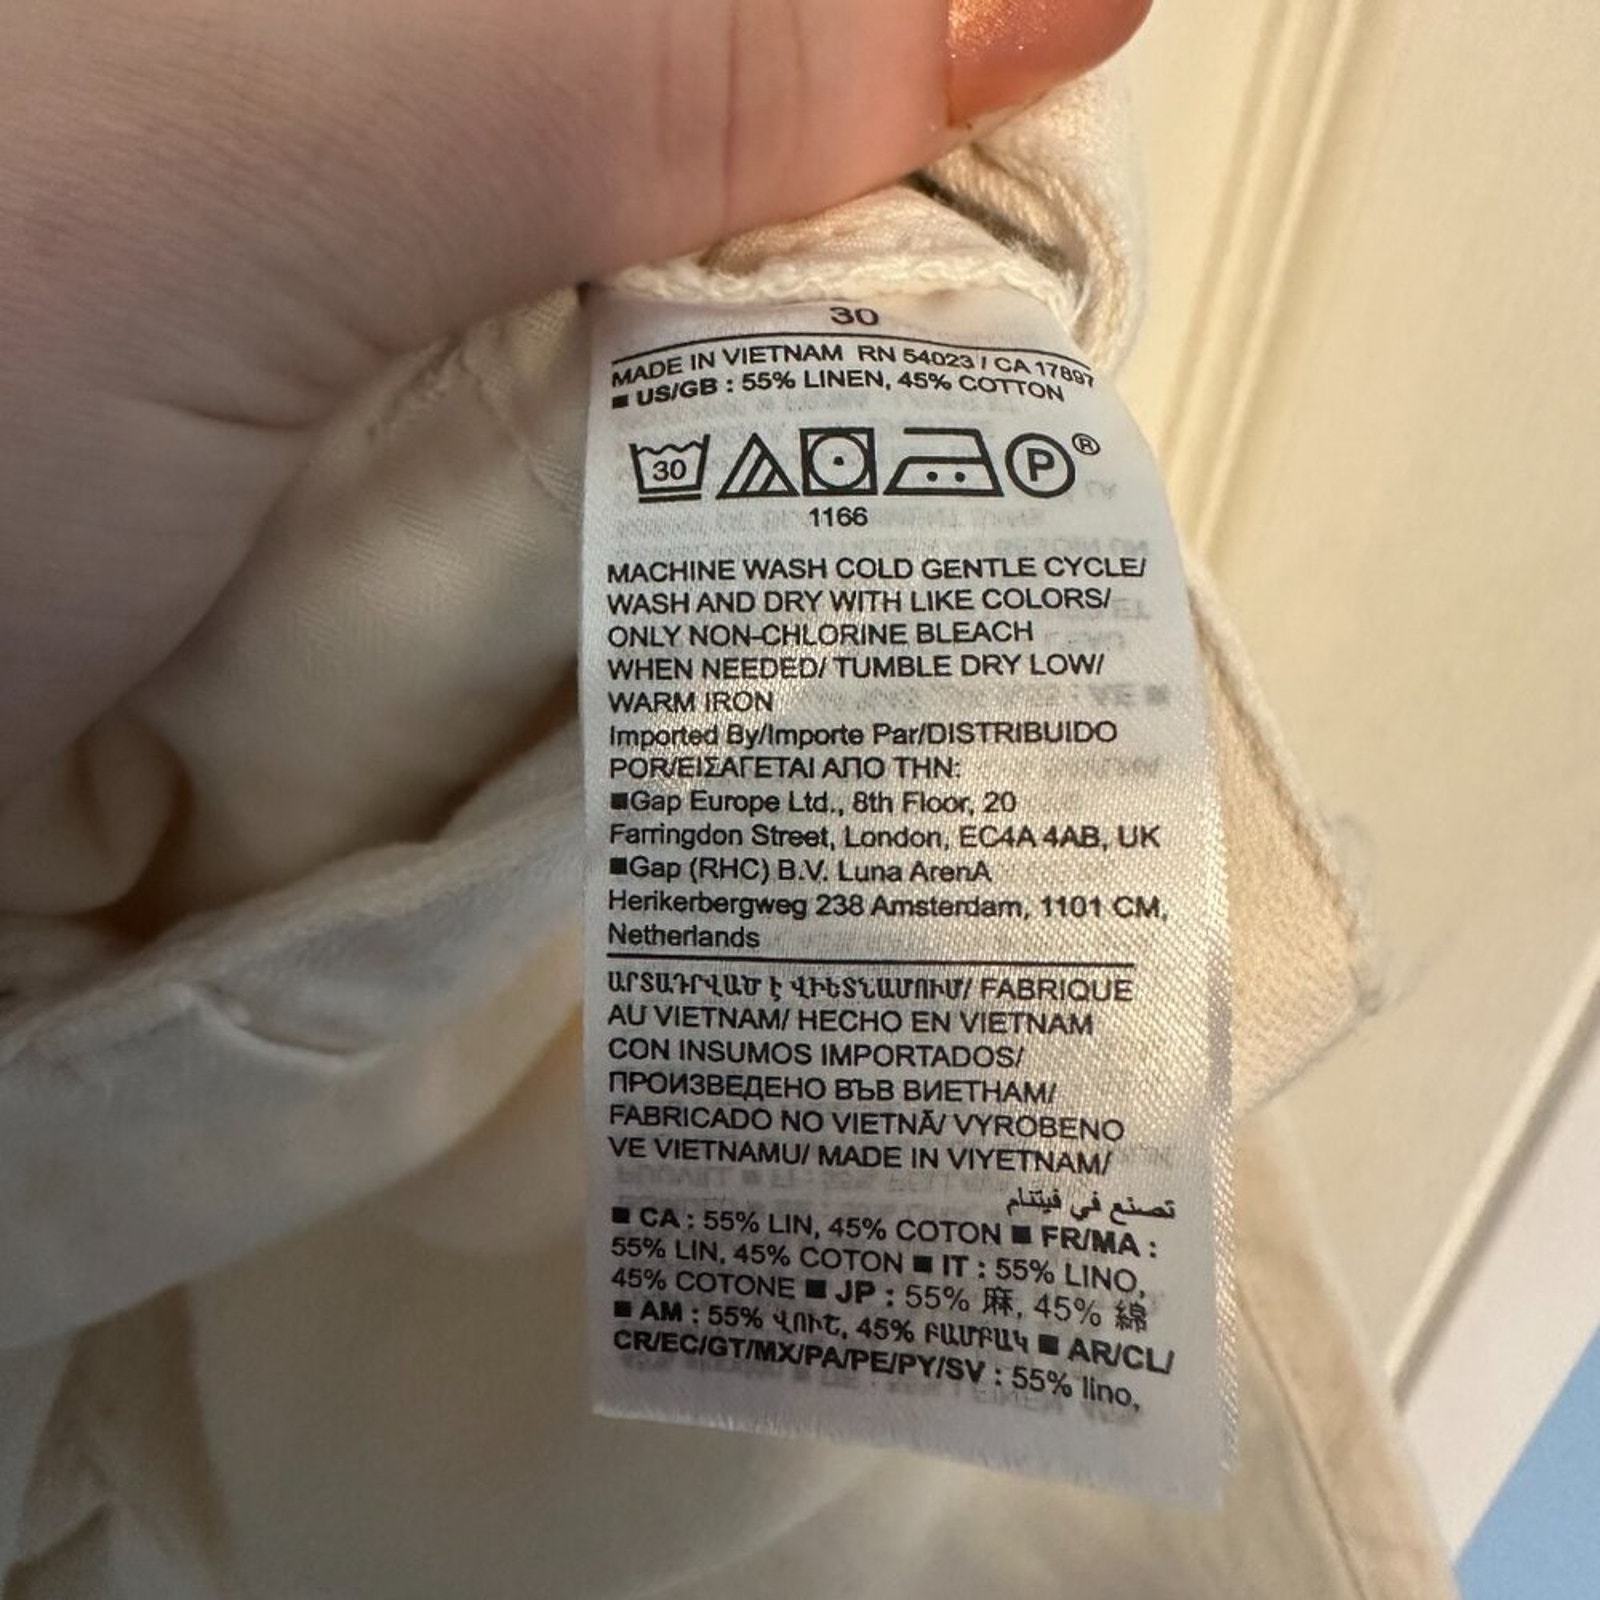 30
MADE IN VIETNAM RN 54023 / CA 17897
■ US/GB : 55% LINEN, 45% COTTON
30 P ®
1166
MACHINE WASH COLD GENTLE CYCLE/
WASH AND DRY WITH LIKE COLORS/
ONLY NON-CHLORINE BLEACH
WHEN NEEDED/ TUMBLE DRY LOW/
WARM IRON
Imported By/Importe Par/DISTRIBUIDO
POR/ΕΙΣΑΓΕΤΑΙ ΑΠΟ ΤΗΝ:
■Gap Europe Ltd., 8th Floor, 20
Farringdon Street, London, EC4A 4AB, UK
■Gap (RHC) B.V. Luna ArenA
Herikerbergweg 238 Amsterdam, 1101 CM,
Netherlands
ԱՐՏԱԴՐՎԱԾ Է ՎԻԵՏՆԱՄՈՒՄ/ FABRIQUE
AU VIETNAM/ HECHO EN VIETNAM
CON INSUMOS IMPORTADOS/
ПРОИЗВЕДЕНО ВЪВ ВИЕТНАМ/
FABRICADO NO VIETNÃ/ VYROBENO
VE VIETNAMU/ MADE IN VIYETNAM/
تصنع في فيتنام
■ CA : 55% LIN, 45% COTON ■ FR/MA :
55% LIN, 45% COTON ■ IT : 55% LINO,
45% COTONE ■ JP : 55% 麻, 45% 綿
■ AM : 55% ՎՈՒՇ, 45% ԲԱՄԲԱԿ ■ AR/CL/
CR/EC/GT/MX/PA/PE/PY/SV : 55% lino,